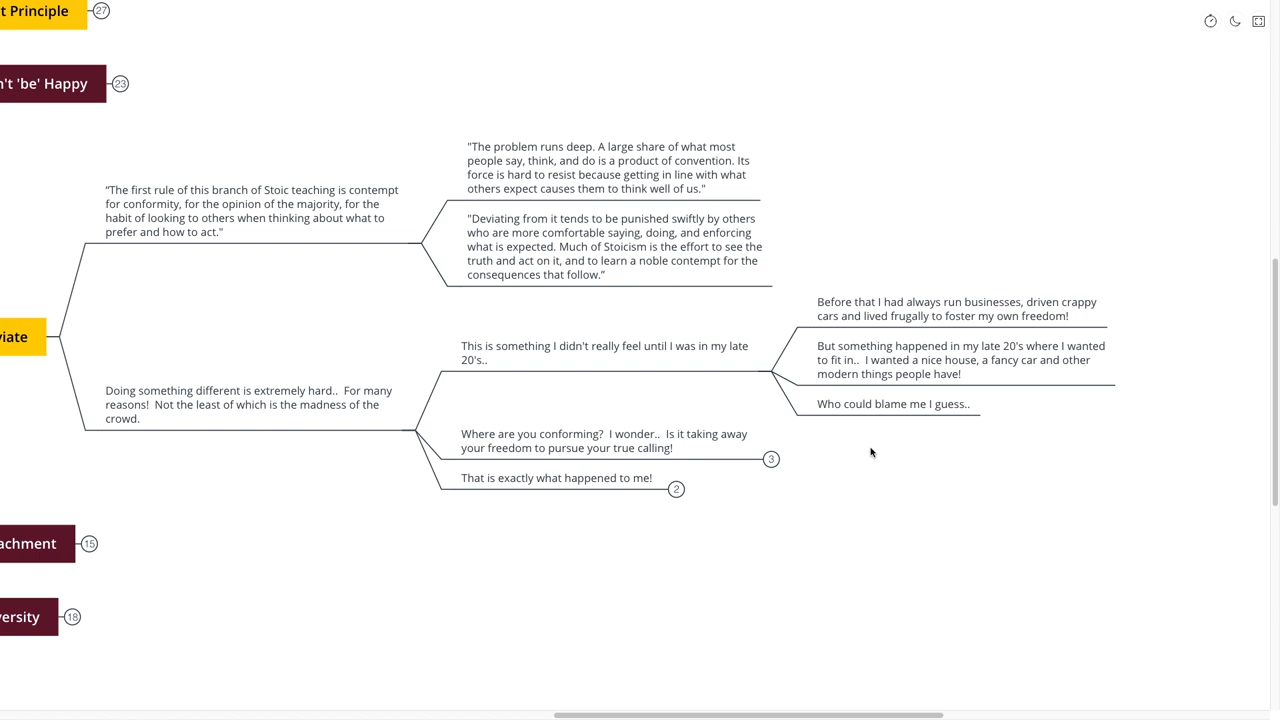 t Principle
27
n't 'be' Happy
23
"The problem runs deep. A large share of what most
people say, think, and do is a product of convention. Its
force is hard to resist because getting in line with what
others expect causes them to think well of us."
“The first rule of this branch of Stoic teaching is contempt
for conformity, for the opinion of the majority, for the
habit of looking to others when thinking about what to
prefer and how to act."
"Deviating from it tends to be punished swiftly by others
who are more comfortable saying, doing, and enforcing
what is expected. Much of Stoicism is the effort to see the
truth and act on it, and to learn a noble contempt for the
consequences that follow.”
viate
Doing something different is extremely hard..  For many
reasons!  Not the least of which is the madness of the
crowd.
This is something I didn't really feel until I was in my late
20's..
Before that I had always run businesses, driven crappy
cars and lived frugally to foster my own freedom!
But something happened in my late 20's where I wanted
to fit in..  I wanted a nice house, a fancy car and other
modern things people have!
Who could blame me I guess..
Where are you conforming?  I wonder..  Is it taking away
your freedom to pursue your true calling!
3
That is exactly what happened to me!
2
achment
15
versity
18